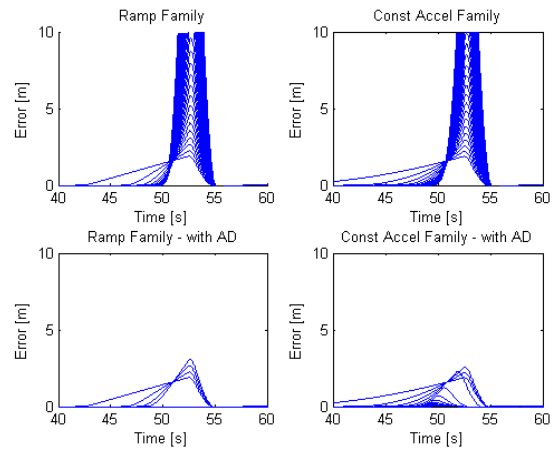 Ramp Family
Const Accel Family
10
5
0
Error [m]
40 45 50 55 60
Time [s]
10
5
0
Error [m]
40 45 50 55 60
Time [s]
Ramp Family - with AD
Const Accel Family - with AD
10
5
0
Error [m]
40 45 50 55 60
Time [s]
10
5
0
Error [m]
40 45 50 55 60
Time [s]